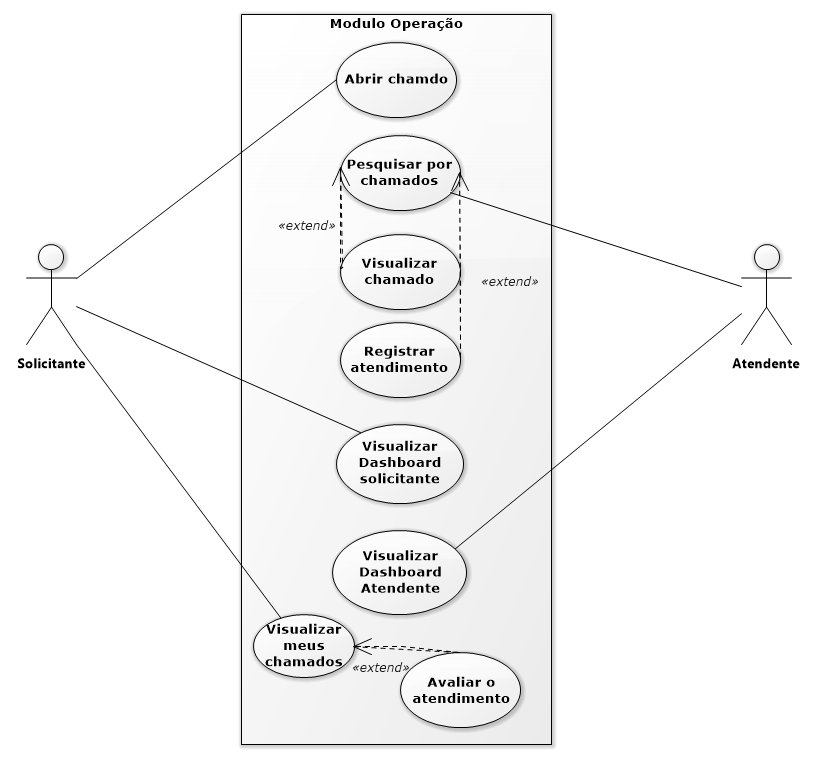 Modulo Operação
Abrir chamdo
Pesquisar por
chamados
«extend»
Visualizar
chamado
«extend»
Registrar
atendimento
Solicitante
Atendente
Visualizar
Dashboard
solicitante
Visualizar
Dashboard
Atendente
Visualizar
meus
chamados
«extend»
Avaliar o
atendimento